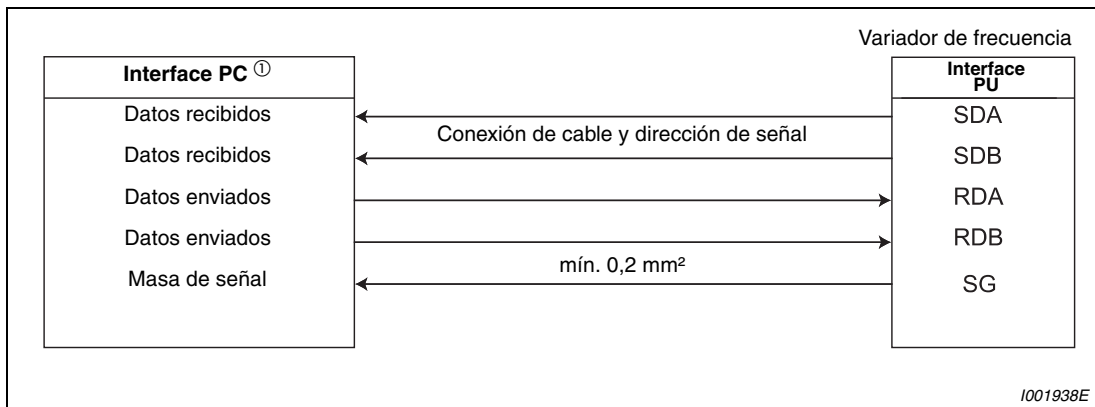 Variador de frecuencia
Interface PC ①
Interface
PU
Datos recibidos
SDA
Conexión de cable y dirección de señal
Datos recibidos
SDB
Datos enviados
RDA
Datos enviados
RDB
mín. 0,2 mm²
Masa de señal
SG
I001938E